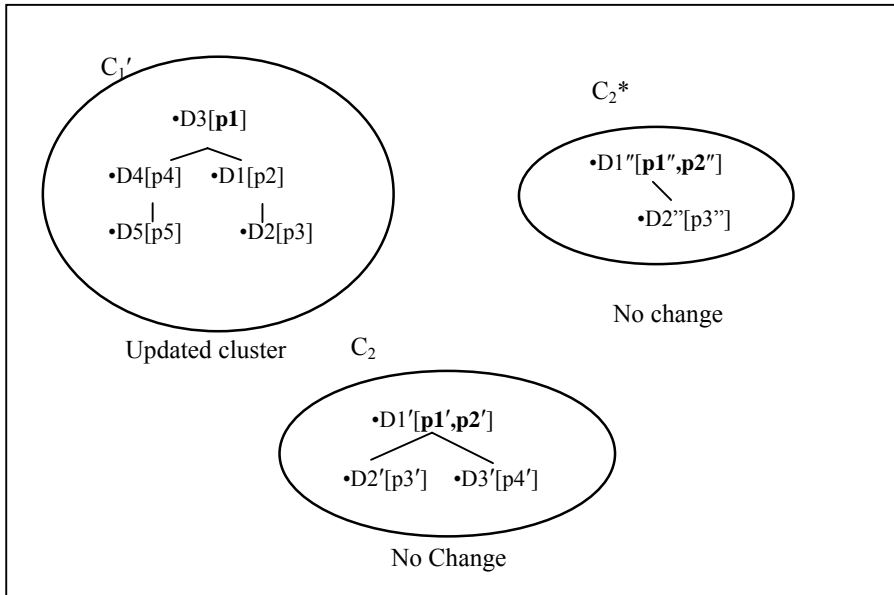 C₁′
•D3[p1]
•D4[p4] •D1[p2]
•D5[p5] •D2[p3]
Updated cluster
C₂*
•D1″[p1″,p2″]
•D2”[p3”]
No change
C₂
•D1′[p1′,p2′]
•D2′[p3′] •D3′[p4′]
No Change